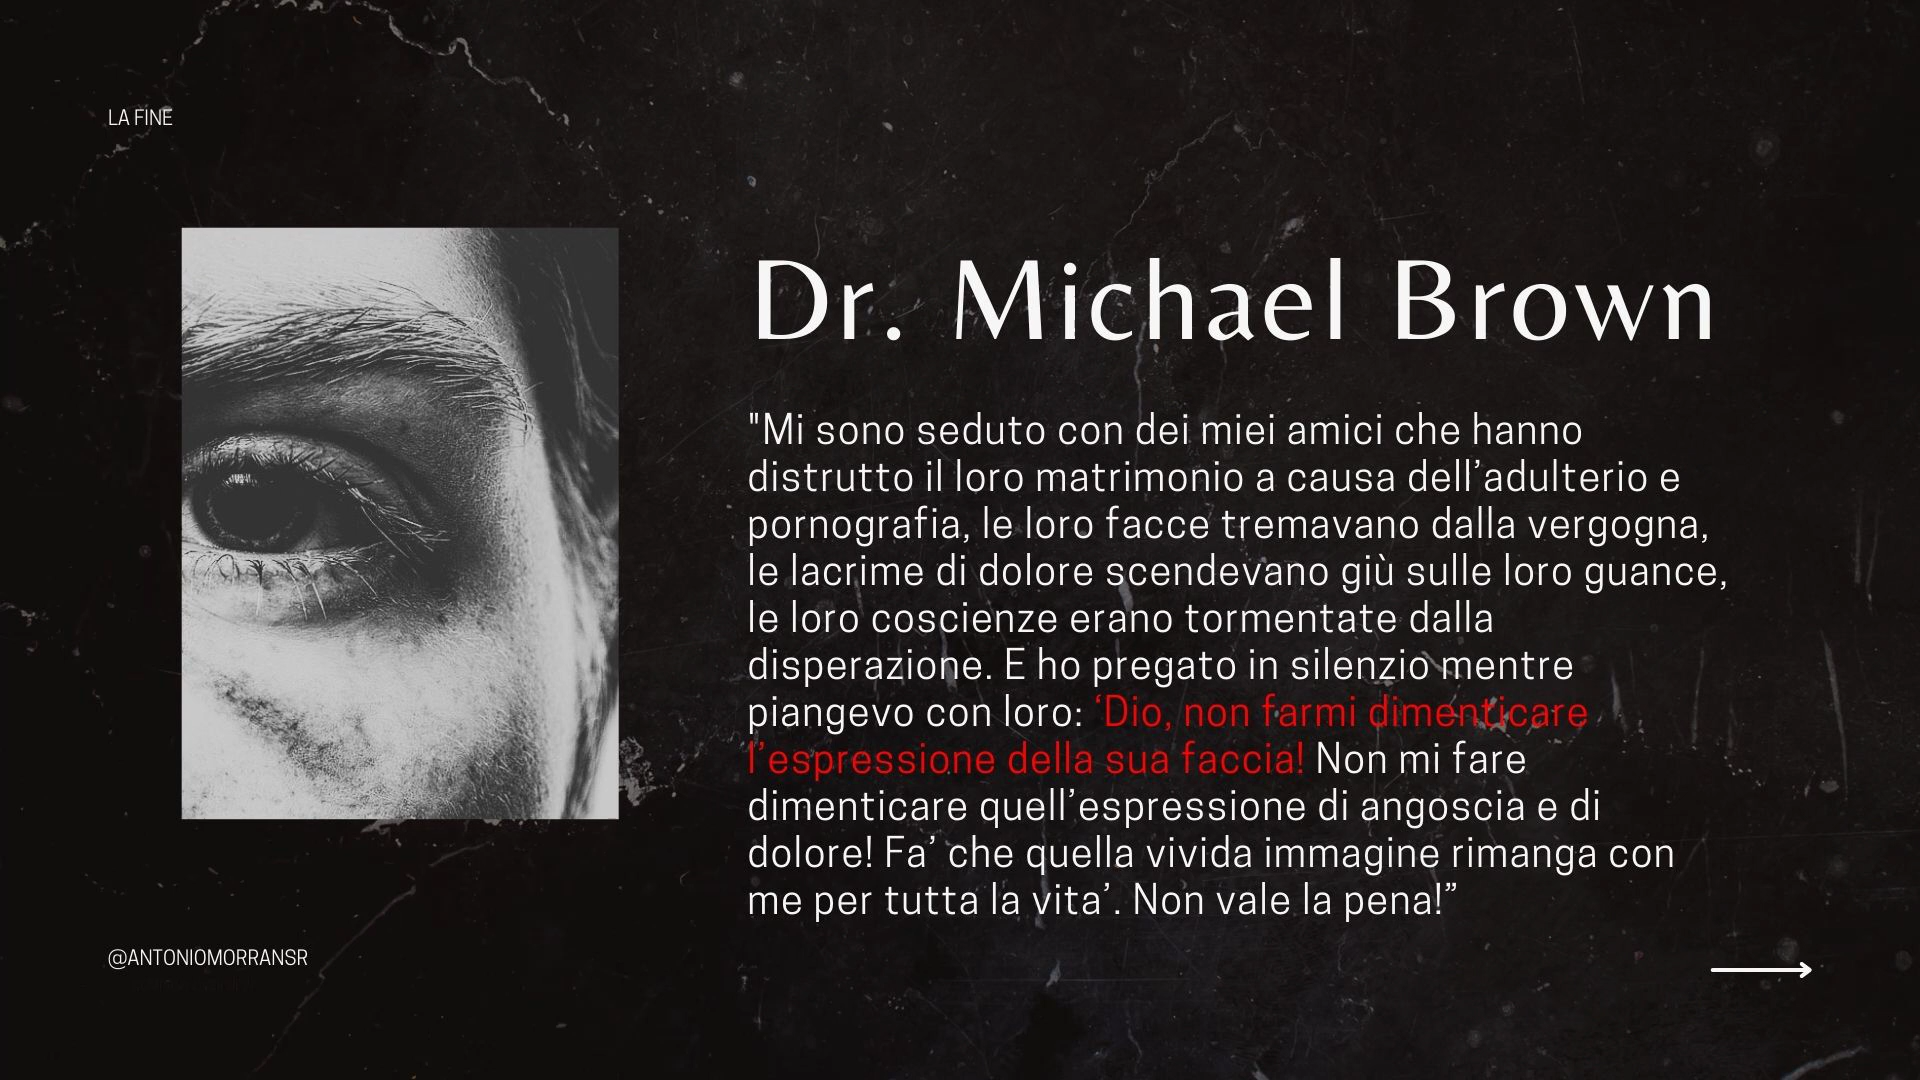 LA FINE
Dr. Michael Brown
"Mi sono seduto con dei miei amici che hanno
distrutto il loro matrimonio a causa dell’adulterio e
pornografia, le loro facce tremavano dalla vergogna,
le lacrime di dolore scendevano giù sulle loro guance,
le loro coscienze erano tormentate dalla
disperazione. E ho pregato in silenzio mentre
piangevo con loro: ‘Dio, non farmi dimenticare
l’espressione della sua faccia! Non mi fare
dimenticare quell’espressione di angoscia e di
dolore! Fa’ che quella vivida immagine rimanga con
me per tutta la vita’. Non vale la pena!”
@ANTONIOMORRANSR